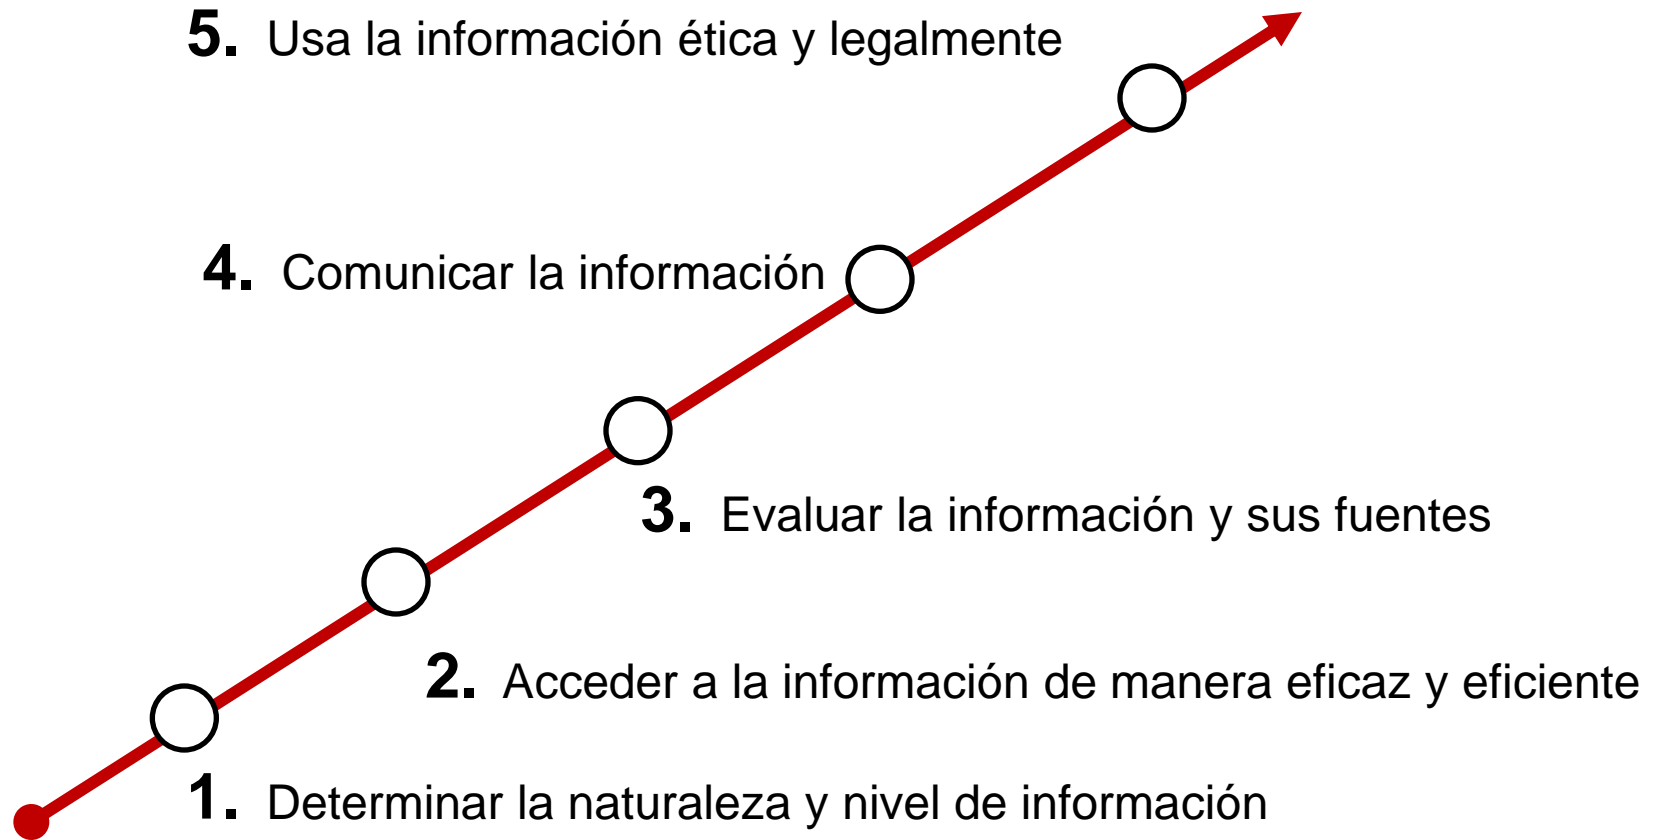 5. Usa la información ética y legalmente
4. Comunicar la información
3. Evaluar la información y sus fuentes
2. Acceder a la información de manera eficaz y eficiente
1. Determinar la naturaleza y nivel de información